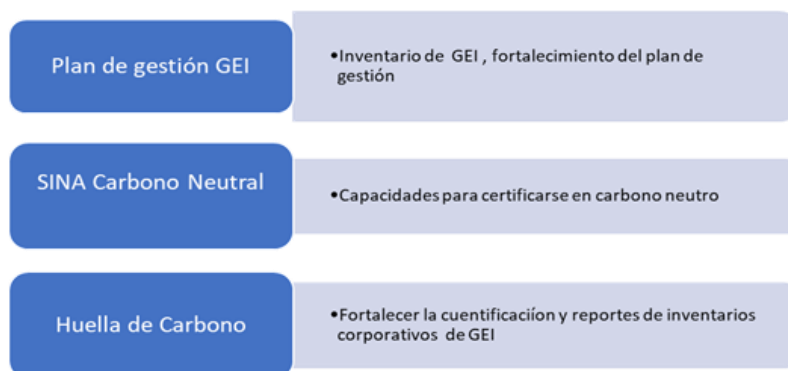 Plan de gestión GEI
•Inventario de GEI , fortalecimiento del plan de
gestión
SINA Carbono Neutral
•Capacidades para certificarse en carbono neutro
Huella de Carbono
•Fortalecer la cuentificaciíon y reportes de inventarios
corporativos de GEI